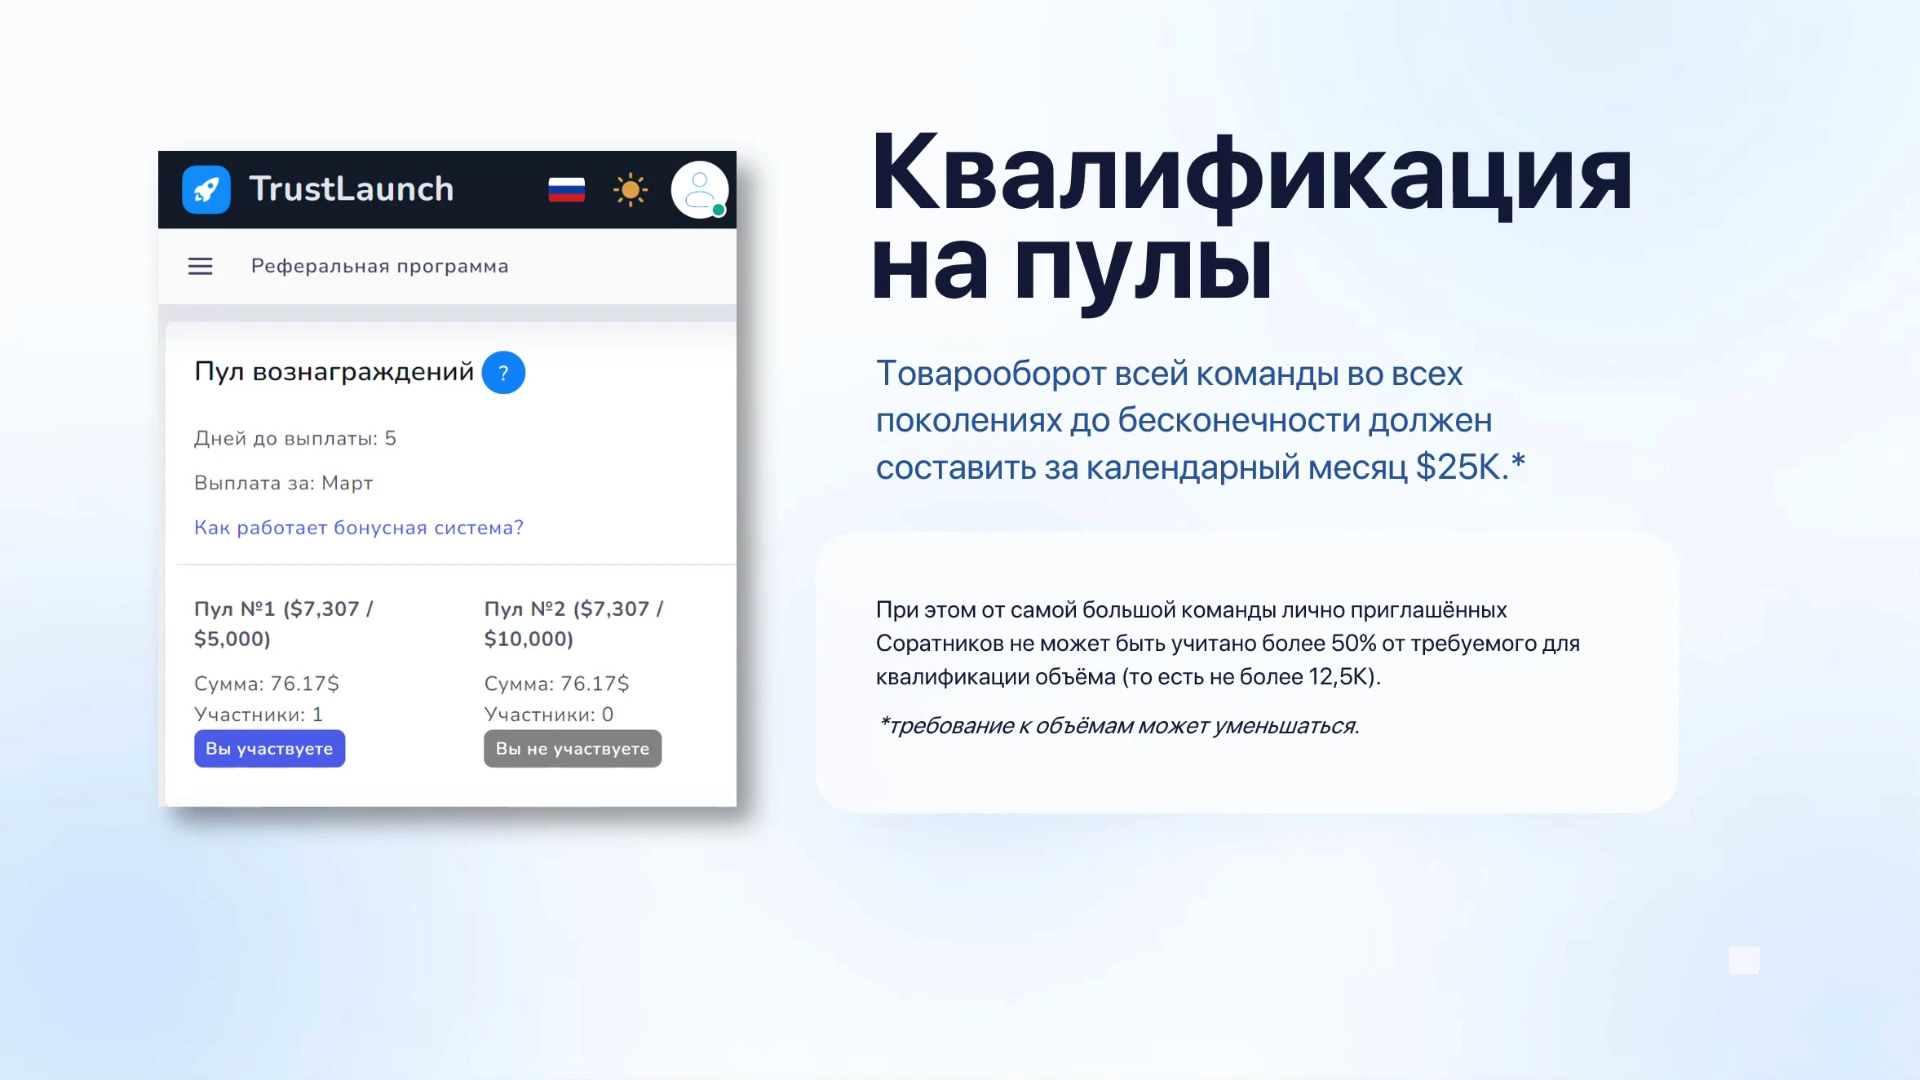 TrustLaunch
Реферальная программа
Пул вознаграждений ?
Дней до выплаты: 5
Выплата за: Март
Как работает бонусная система?
Пул №1 ($7,307 /
$5,000)
Сумма: 76.17$
Участники: 1
Вы участвуете
Пул №2 ($7,307 /
$10,000)
Сумма: 76.17$
Участники: 0
Вы не участвуете
Квалификация
на пулы
Товарооборот всей команды во всех
поколениях до бесконечности должен
составить за календарный месяц $25К.*
При этом от самой большой команды лично приглашённых
Соратников не может быть учитано более 50% от требуемого для
квалификации объёма (то есть не более 12,5К).
*требование к объёмам может уменьшаться.